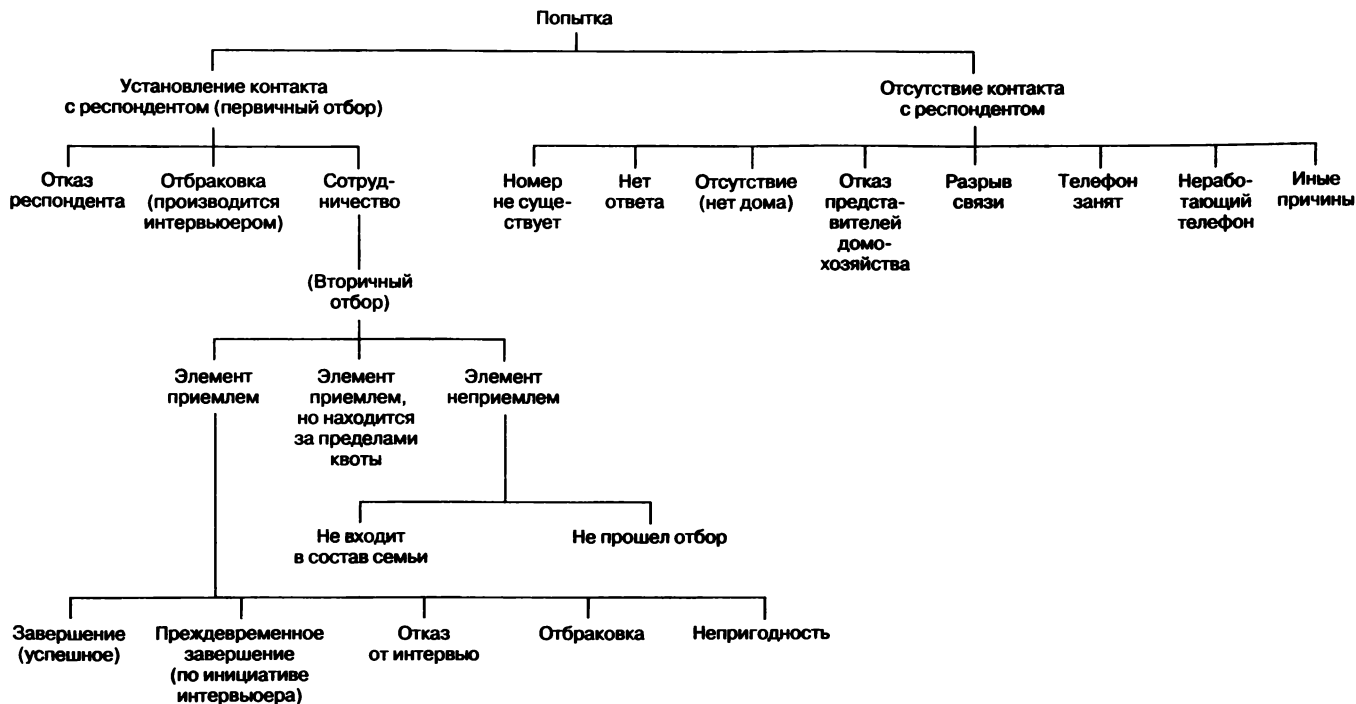 Попытка
Установление контакта
с респондентом (первичный отбор)
Отсутствие контакта
с респондентом
Отказ
респондента
Отбраковка
(производится
интервьюером)
Сотруд-
ничество
Номер
не суще-
ствует
Нет
ответа
Отсутствие
(нет дома)
Отказ
предста-
вителей
домо-
хозяйства
Разрыв
связи
Телефон
занят
Нерабо-
тающий
телефон
Иные
причины
(Вторичный
отбор)
Элемент
приемлем
Элемент
приемлем,
но находится
за пределами
квоты
Элемент
неприемлем
Не входит
в состав семьи
Не прошел отбор
Завершение
(успешное)
Преждевременное
завершение
(по инициативе
интервьюера)
Отказ
от интервью
Отбраковка
Непригодность